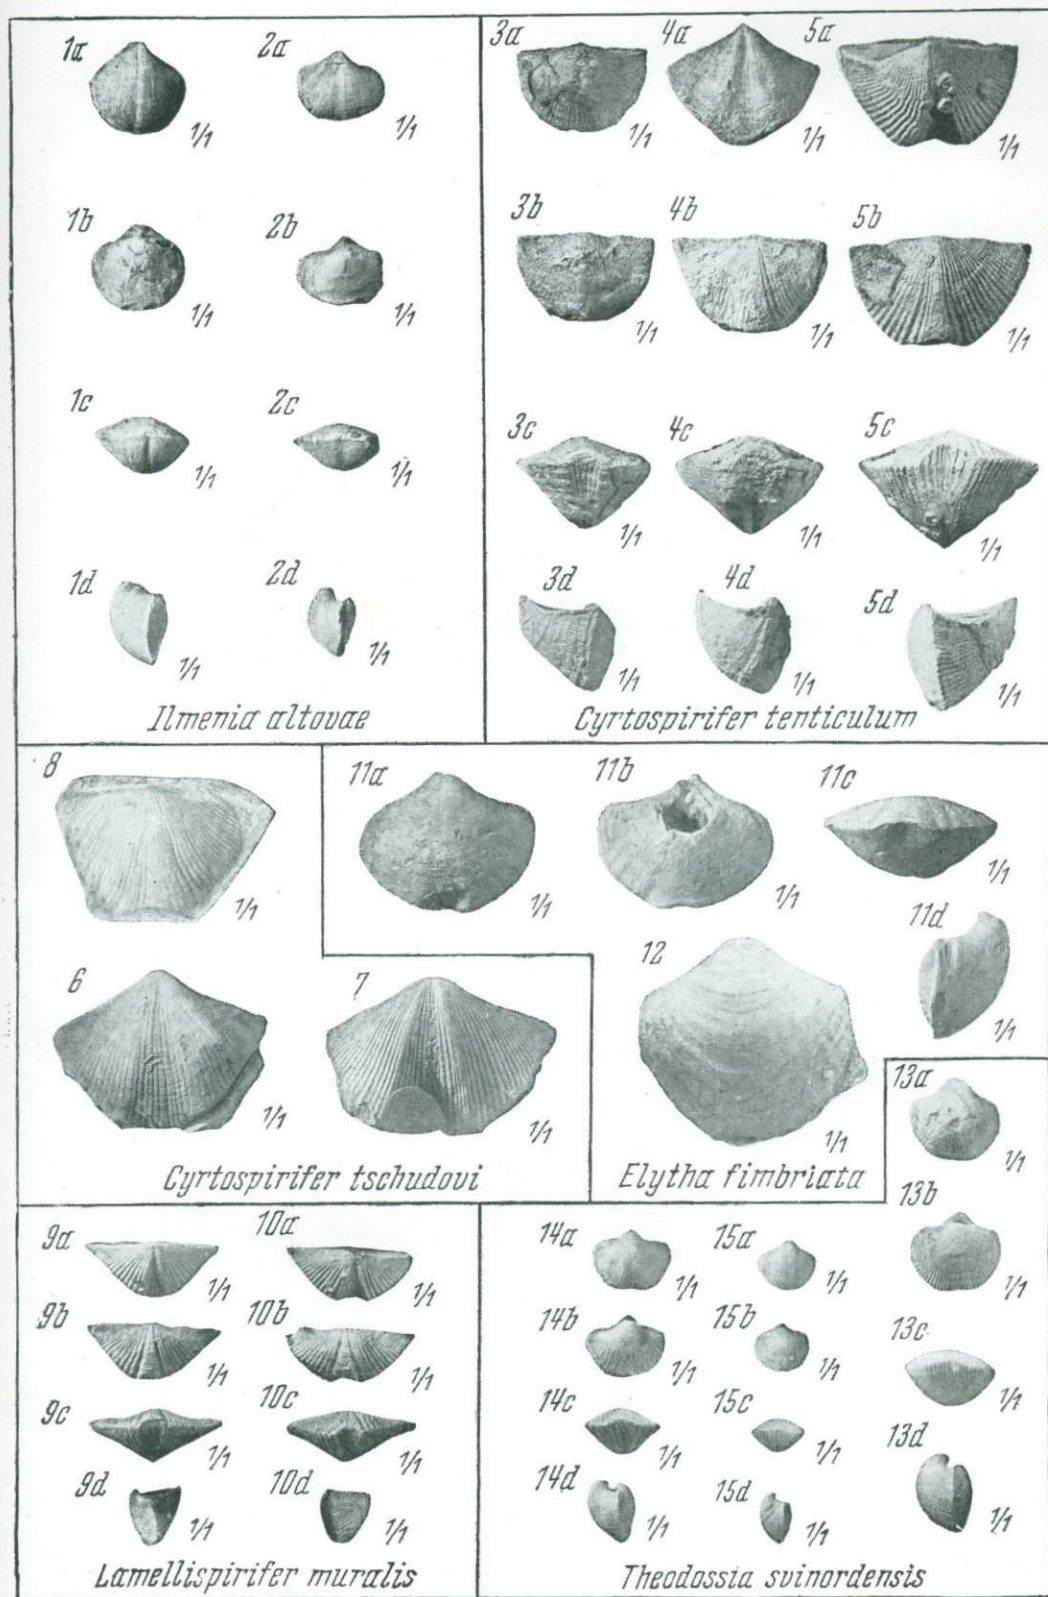 1a 2a
1/1 1/1
1b 2b
1/1 1/1
1c 2c
1/1 1/1
1d 2d
1/1 1/1
Ilmenia altovae
3a 4a 5a
1/1 1/1 1/1
3b 4b 5b
1/1 1/1 1/1
3c 4c 5c
1/1 1/1 1/1
3d 4d 5d
1/1 1/1 1/1
Cyrtospirifer tenticulum
8
1/1
6 7
1/1 1/1
Cyrtospirifer tschudovi
11a 11b 11c
1/1 1/1 1/1
12 11d
1/1 1/1
Elytha fimbriata
9a 10a
1/1 1/1
9b 10b
1/1 1/1
9c 10c
1/1 1/1
9d 10d
1/1 1/1
Lamellispirifer muralis
13a
1/1
13b
1/1
14a 15a
1/1 1/1
14b 15b 13c
1/1 1/1 1/1
14c 15c 13d
1/1 1/1 1/1
14d 15d
1/1 1/1
Theodossia svinordensis